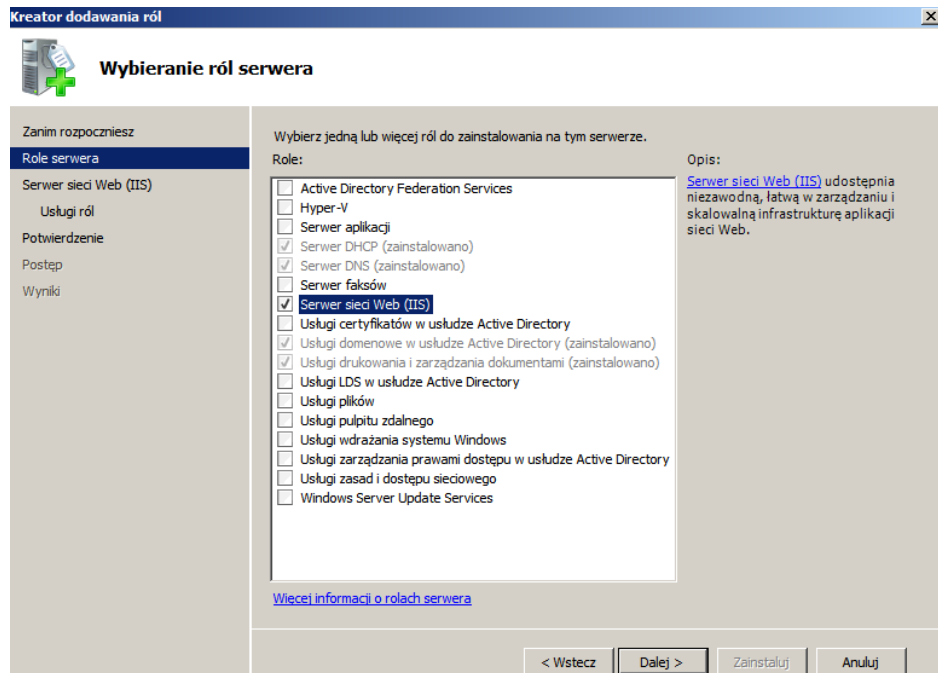 Kreator dodawania ról
Wybieranie ról serwera
Zanim rozpoczniesz
Role serwera
Serwer sieci Web (IIS)
Usługi ról
Potwierdzenie
Postęp
Wyniki
Wybierz jedną lub więcej ról do zainstalowania na tym serwerze.
Role:
Active Directory Federation Services
Hyper-V
Serwer aplikacji
Serwer DHCP (zainstalowano)
Serwer DNS (zainstalowano)
Serwer faksów
Serwer sieci Web (IIS)
Usługi certyfikatów w usłudze Active Directory
Usługi domenowe w usłudze Active Directory (zainstalowano)
Usługi drukowania i zarządzania dokumentami (zainstalowano)
Usługi LDS w usłudze Active Directory
Usługi plików
Usługi pulpitu zdalnego
Usługi wdrażania systemu Windows
Usługi zarządzania prawami dostępu w usłudze Active Directory
Usługi zasad i dostępu sieciowego
Windows Server Update Services
Więcej informacji o rolach serwera
Opis:
Serwer sieci Web (IIS) udostępnia
niezawodną, łatwą w zarządzaniu i
skalowalną infrastrukturę aplikacji
sieci Web.
< Wstecz
Dalej >
Zainstaluj
Anuluj